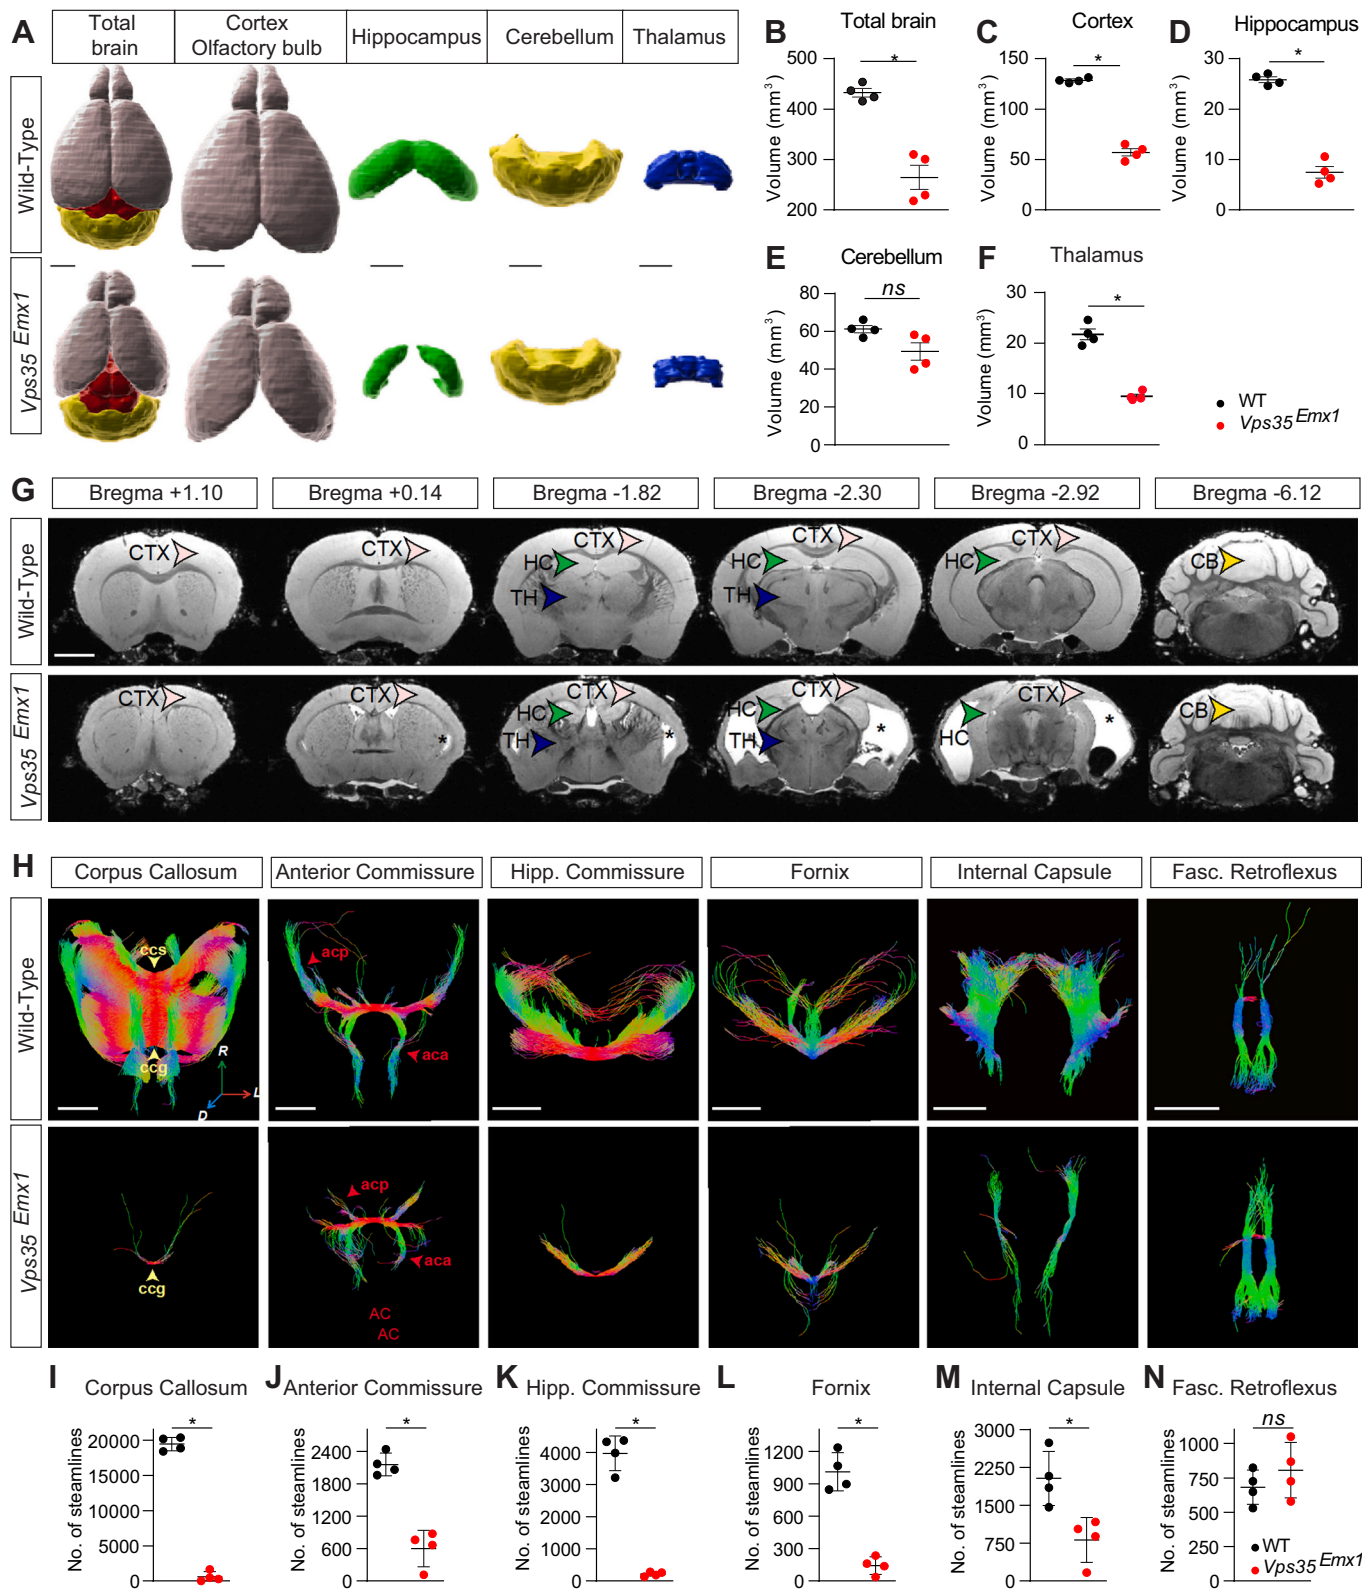 A
Total brain
Cortex Olfactory bulb
Hippocampus
Cerebellum
Thalamus
Wild-Type
Vps35 Emx1
B
Total brain
Volume (mm3)
500
400
300
200
*
C
Cortex
Volume (mm3)
150
100
50
0
*
D
Hippocampus
Volume (mm3)
30
20
10
0
*
E
Cerebellum
Volume (mm3)
80
60
40
20
0
ns
F
Thalamus
Volume (mm3)
30
20
10
0
*
WT
Vps35 Emx1
G
Bregma +1.10
Bregma +0.14
Bregma -1.82
Bregma -2.30
Bregma -2.92
Bregma -6.12
Wild-Type
CTX
CTX
CTX
HC
TH
CTX
HC
TH
CTX
HC
CB
Vps35 Emx1
CTX
CTX
*
CTX
HC
TH
*
CTX
HC
TH
*
CTX
HC
*
CB
H
Corpus Callosum
Anterior Commissure
Hipp. Commissure
Fornix
Internal Capsule
Fasc. Retroflexus
Wild-Type
ccs
ccg
R
L
D
acp
aca
Vps35 Emx1
ccg
acp
aca
AC
AC
I
Corpus Callosum
No. of steamlines
20000
15000
10000
5000
0
*
J
Anterior Commissure
No. of steamlines
2400
1800
1200
600
0
*
K
Hipp. Commissure
No. of steamlines
4000
3000
2000
1000
0
*
L
Fornix
No. of steamlines
1200
900
600
300
0
*
M
Internal Capsule
No. of steamlines
3000
2250
1500
750
0
*
N
Fasc. Retroflexus
No. of steamlines
1000
750
500
250
0
ns
WT
Vps35 Emx1